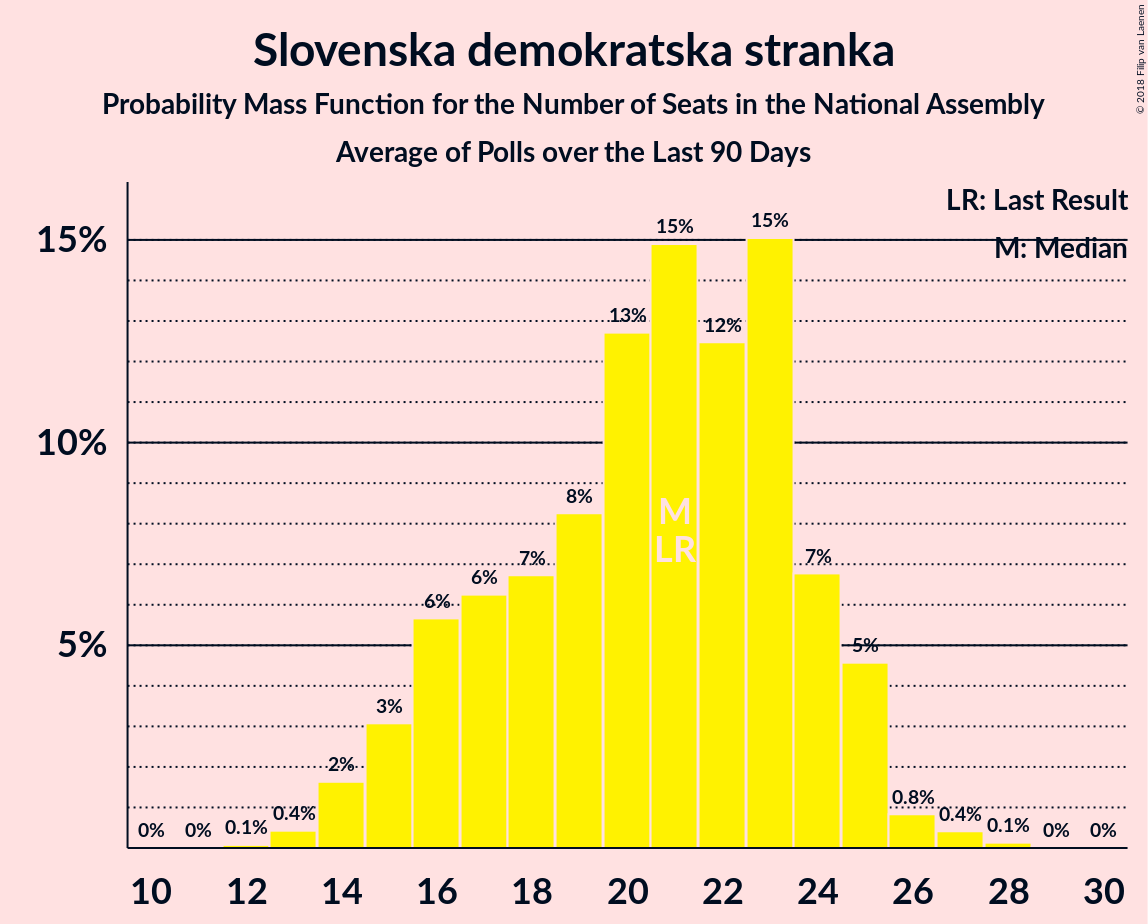 Slovenska demokratska stranka
Probability Mass Function for the Number of Seats in the National Assembly
Average of Polls over the Last 90 Days
© 2018 Filip van Laenen
LR: Last Result
M: Median
15%
10%
5%
0%
0%
0.1%
0.4%
2%
3%
6%
6%
7%
8%
13%
15%
12%
15%
7%
5%
0.8%
0.4%
0.1%
0%
0%
M
LR
10 12 14 16 18 20 22 24 26 28 30